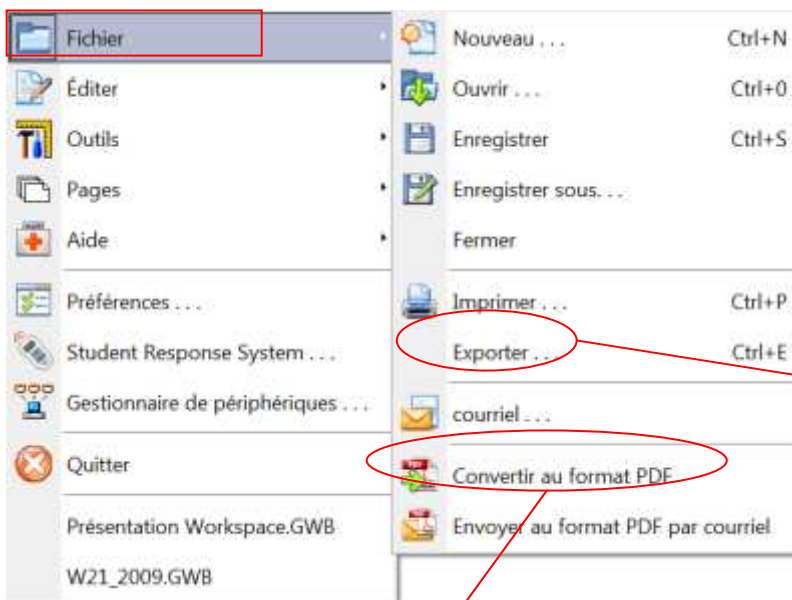 Fichier
Éditer
Outils
Pages
Aide
Préférences . . .
Student Response System . . .
Gestionnaire de périphériques . . .
Quitter
Présentation Workspace.GWB
W21_2009.GWB
Nouveau . . . Ctrl+N
Ouvrir . . . Ctrl+0
Enregistrer Ctrl+S
Enregistrer sous. . .
Fermer
Imprimer . . . Ctrl+P
Exporter . . . Ctrl+E
courriel . . .
Convertir au format PDF
Envoyer au format PDF par courriel